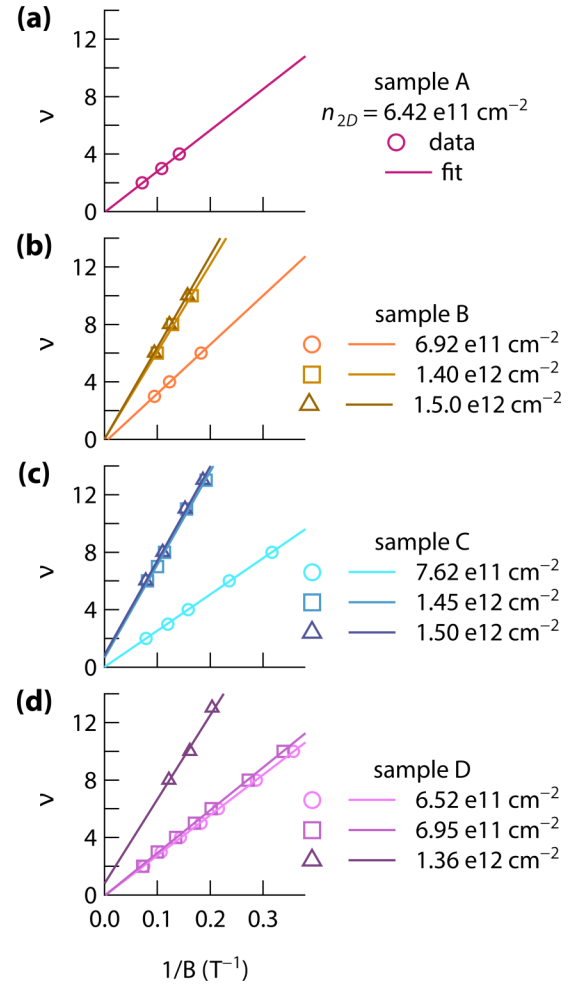 (a)
12
8
4
0
ν
sample A
n2D = 6.42 e11 cm⁻²
data
fit
(b)
12
8
4
0
ν
sample B
6.92 e11 cm⁻²
1.40 e12 cm⁻²
1.5.0 e12 cm⁻²
(c)
12
8
4
0
ν
sample C
7.62 e11 cm⁻²
1.45 e12 cm⁻²
1.50 e12 cm⁻²
(d)
12
8
4
0
ν
sample D
6.52 e11 cm⁻²
6.95 e11 cm⁻²
1.36 e12 cm⁻²
0.0 0.1 0.2 0.3
1/B (T⁻¹)